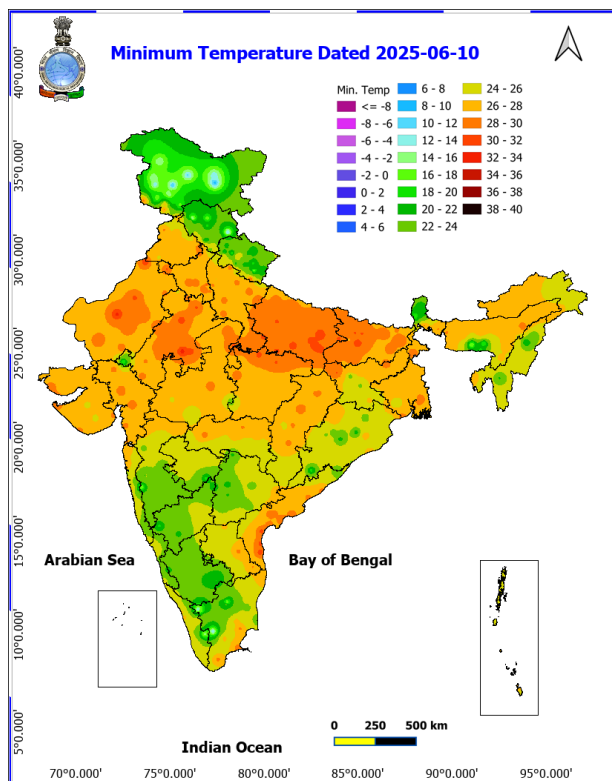 Minimum Temperature Dated 2025-06-10
Min. Temp
<= -8
-8 - -6
-6 - -4
-4 - -2
-2 - 0
0 - 2
2 - 4
4 - 6
6 - 8
8 - 10
10 - 12
12 - 14
14 - 16
16 - 18
18 - 20
20 - 22
22 - 24
24 - 26
26 - 28
28 - 30
30 - 32
32 - 34
34 - 36
36 - 38
38 - 40
40°0.000'
35°0.000'
30°0.000'
25°0.000'
20°0.000'
15°0.000'
10°0.000'
5°0.000'
Arabian Sea
Bay of Bengal
Indian Ocean
0 250 500 km
70°0.000' 75°0.000' 80°0.000' 85°0.000' 90°0.000' 95°0.000'